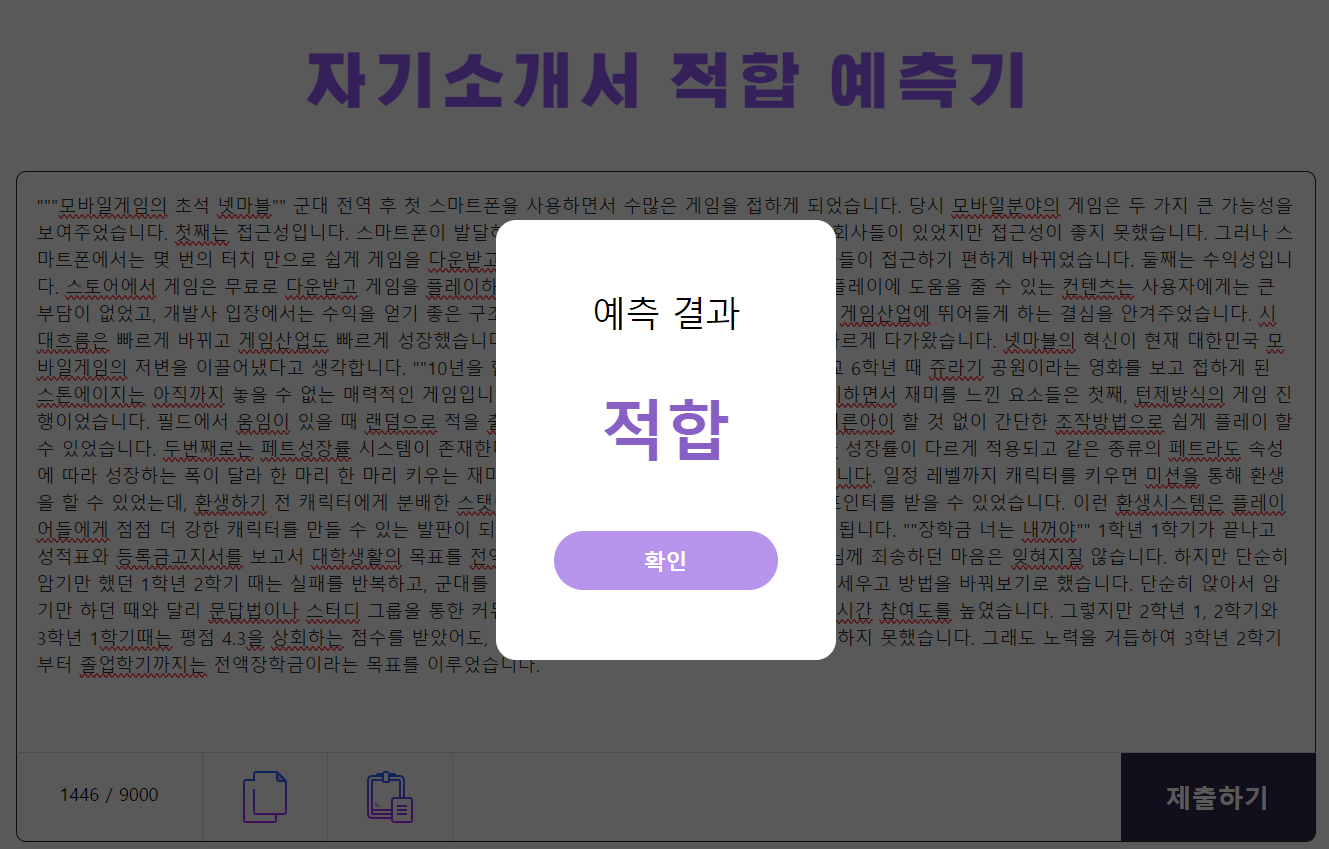 자기소개서 적합 예측기
"""모바일게임의 초석 넷마블"" 군대 전역 후 첫 스마트폰을 사용하면서 수많은 게임을 접하게 되었습니다. 당시 모바일분야의 게임은 두 가지 큰 가능성을
보여주었습니다. 첫째는 접근성입니다. 스마트폰이 발달하 회사들이 있었지만 접근성이 좋지 못했습니다. 그러나 스
마트폰에서는 몇 번의 터치 만으로 쉽게 게임을 다운받고 들이 접근하기 편하게 바뀌었습니다. 둘째는 수익성입니
다. 스토어에서 게임은 무료로 다운받고 게임을 플레이하 플레이에 도움을 줄 수 있는 컨텐츠는 사용자에게는 큰
부담이 없었고, 개발사 입장에서는 수익을 얻기 좋은 구조 게임산업에 뛰어들게 하는 결심을 안겨주었습니다. 시
대흐름은 빠르게 바뀌고 게임산업도 빠르게 성장했습니다 르게 다가왔습니다. 넷마블의 혁신이 현재 대한민국 모
바일게임의 저변을 이끌어냈다고 생각합니다. ""10년을 고 6학년 때 쥬라기 공원이라는 영화를 보고 접하게 된
스톤에이지는 아직까지 놓을 수 없는 매력적인 게임입니 하면서 재미를 느낀 요소들은 첫째, 턴제방식의 게임 진
행이었습니다. 필드에서 움임이 있을 때 랜덤으로 적을 른아이 할 것 없이 간단한 조작방법으로 쉽게 플레이 할
수 있었습니다. 두번째로는 페트성장률 시스템이 존재한 성장률이 다르게 적용되고 같은 종류의 페트라도 속성
에 따라 성장하는 폭이 달라 한 마리 한 마리 키우는 재미 니다. 일정 레벨까지 캐릭터를 키우면 미션을 통해 환생
을 할 수 있었는데, 환생하기 전 캐릭터에게 분배한 스탯 포인터를 받을 수 있었습니다. 이런 환생시스템은 플레이
어들에게 점점 더 강한 캐릭터를 만들 수 있는 발판이 되 됩니다. ""장학금 너는 내꺼야"" 1학년 1학기가 끝나고
성적표와 등록금고지서를 보고서 대학생활의 목표를 전액 님께 죄송하던 마음은 잊혀지질 않습니다. 하지만 단순히
암기만 했던 1학년 2학기 때는 실패를 반복하고, 군대를 세우고 방법을 바꿔보기로 했습니다. 단순히 앉아서 암
기만 하던 때와 달리 문답법이나 스터디 그룹을 통한 커뮤 시간 참여도를 높였습니다. 그렇지만 2학년 1, 2학기와
3학년 1학기때는 평점 4.3을 상회하는 점수를 받았어도, 하지 못했습니다. 그래도 노력을 거듭하여 3학년 2학기
부터 졸업학기까지는 전액장학금이라는 목표를 이루었습니다.
예측 결과
적합
확인
1446 / 9000
제출하기